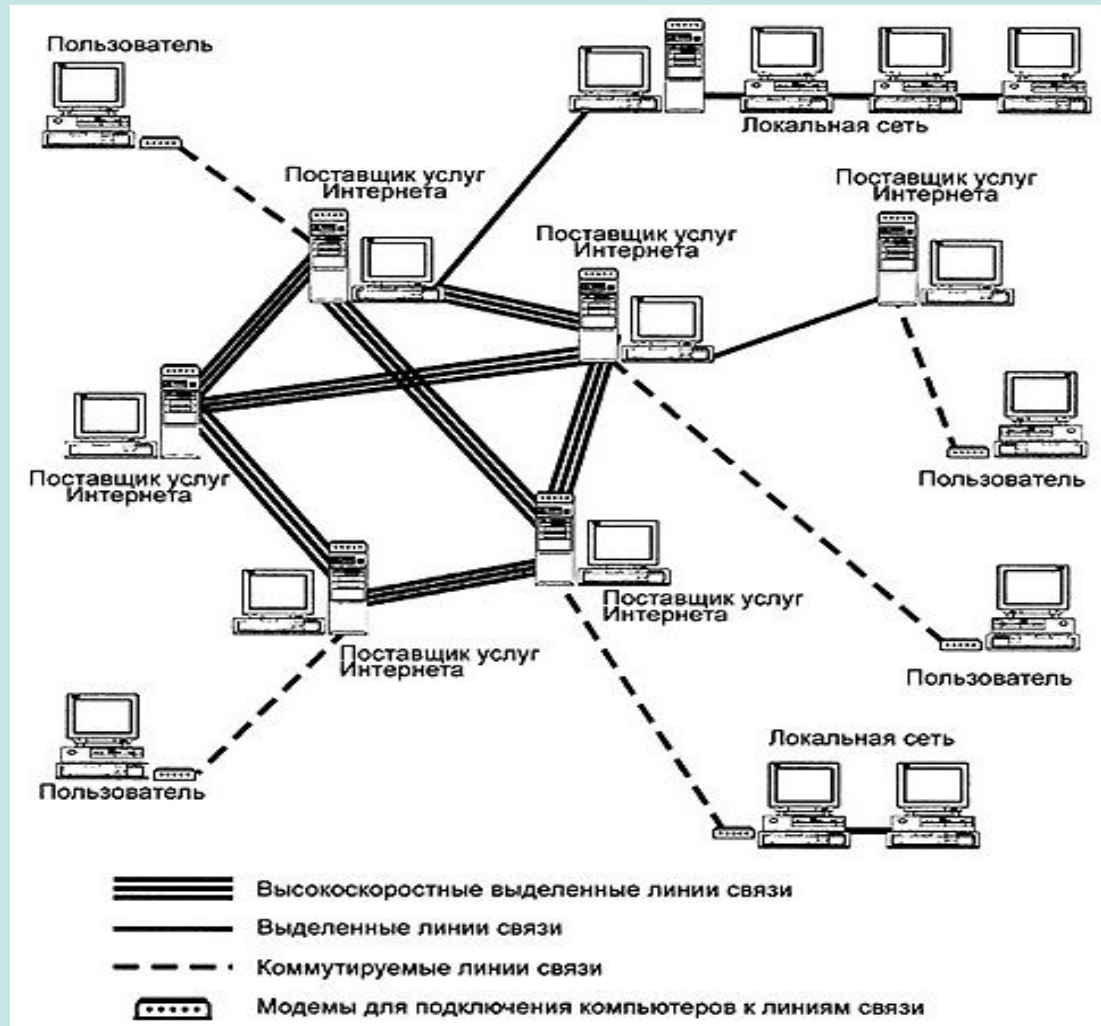 Пользователь
Локальная сеть
Поставщик услуг
Интернета
Поставщик услуг
Интернета
Поставщик услуг
Интернета
Поставщик услуг
Интернета
Пользователь
Поставщик услуг
Интернета
Поставщик услуг
Интернета
Пользователь
Локальная сеть
Пользователь
Высокоскоростные выделенные линии связи
Выделенные линии связи
Коммутируемые линии связи
Модемы для подключения компьютеров к линиям связи